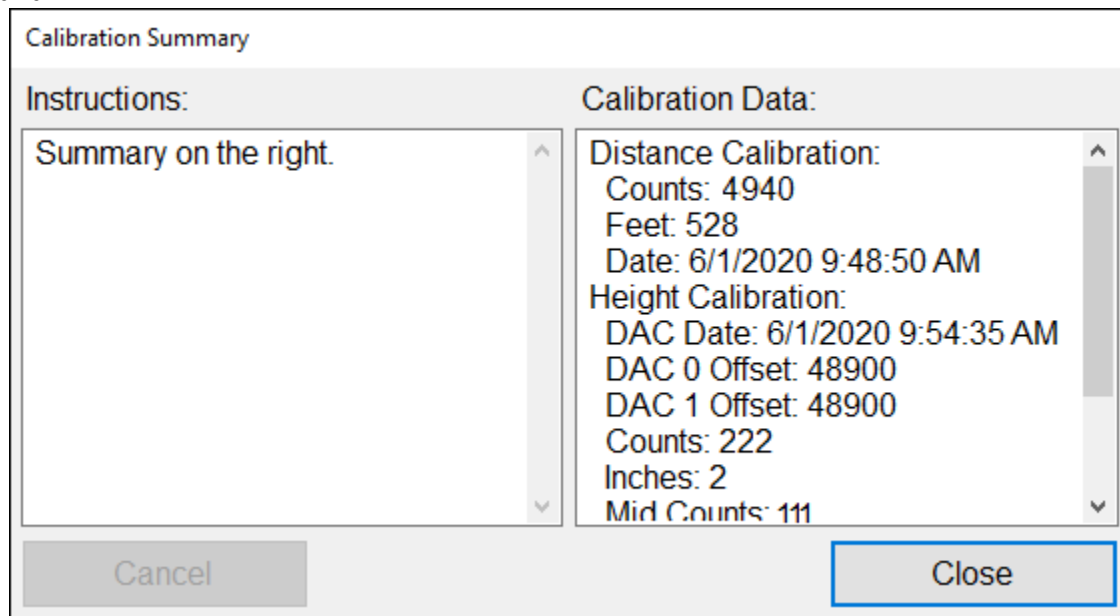 Calibration Summary
Instructions:
Summary on the right.
Calibration Data:
Distance Calibration:
Counts: 4940
Feet: 528
Date: 6/1/2020 9:48:50 AM
Height Calibration:
DAC Date: 6/1/2020 9:54:35 AM
DAC 0 Offset: 48900
DAC 1 Offset: 48900
Counts: 222
Inches: 2
Mid Counts: 111
Cancel
Close